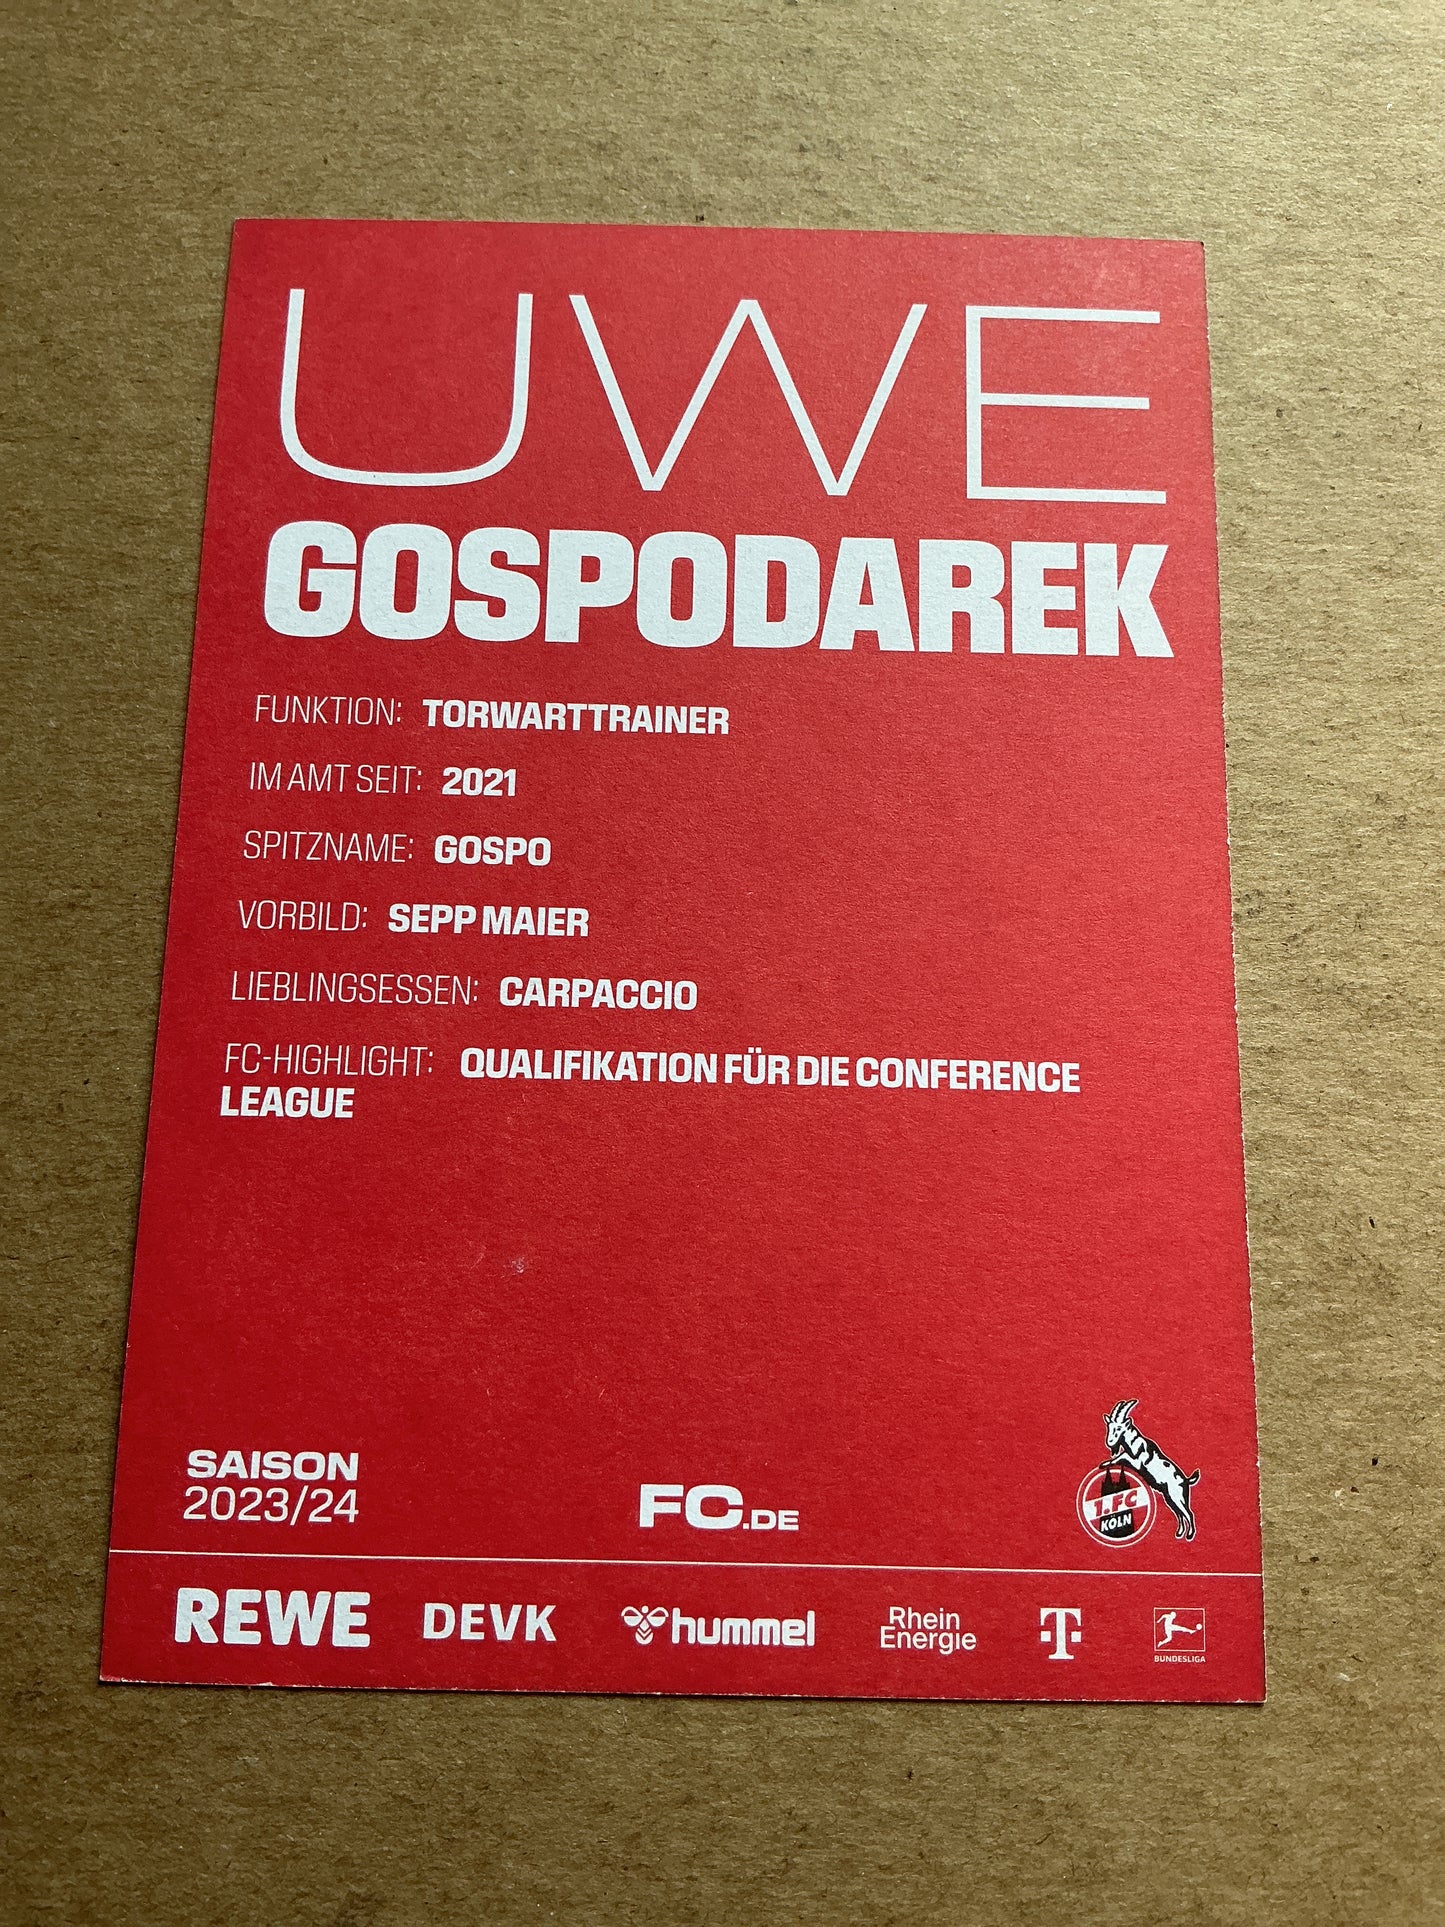 UWE
GOSPODAREK
FUNKTION: TORWARTTRAINER
IM AMT SEIT: 2021
SPITZNAME: GOSPO
VORBILD: SEPP MAIER
LIEBLINGSESSEN: CARPACCIO
FC-HIGHLIGHT: QUALIFIKATION FÜR DIE CONFERENCE
LEAGUE
SAISON
2023/24
FC.DE
1.FC
KÖLN
REWE DEVK hummel Rhein
Energie T BUNDESLIGA